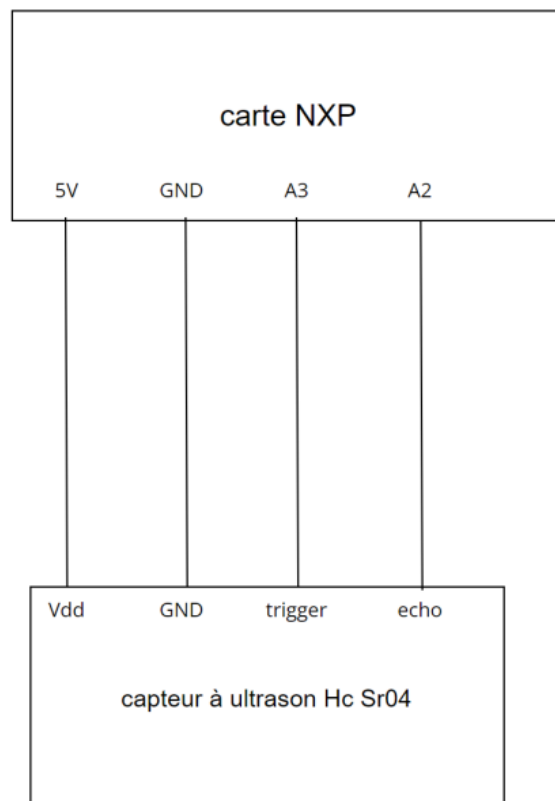 carte NXP
5V GND A3 A2
Vdd GND trigger echo
capteur à ultrason Hc Sr04